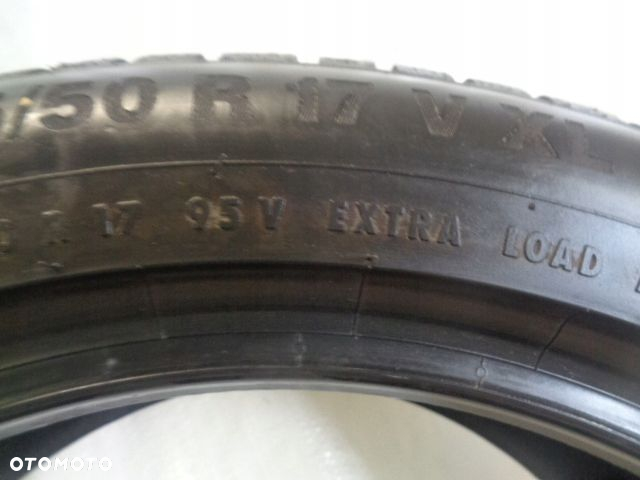 /50 R 17 V XL
R 17 95 V EXTRA LOAD
OTOMOTO